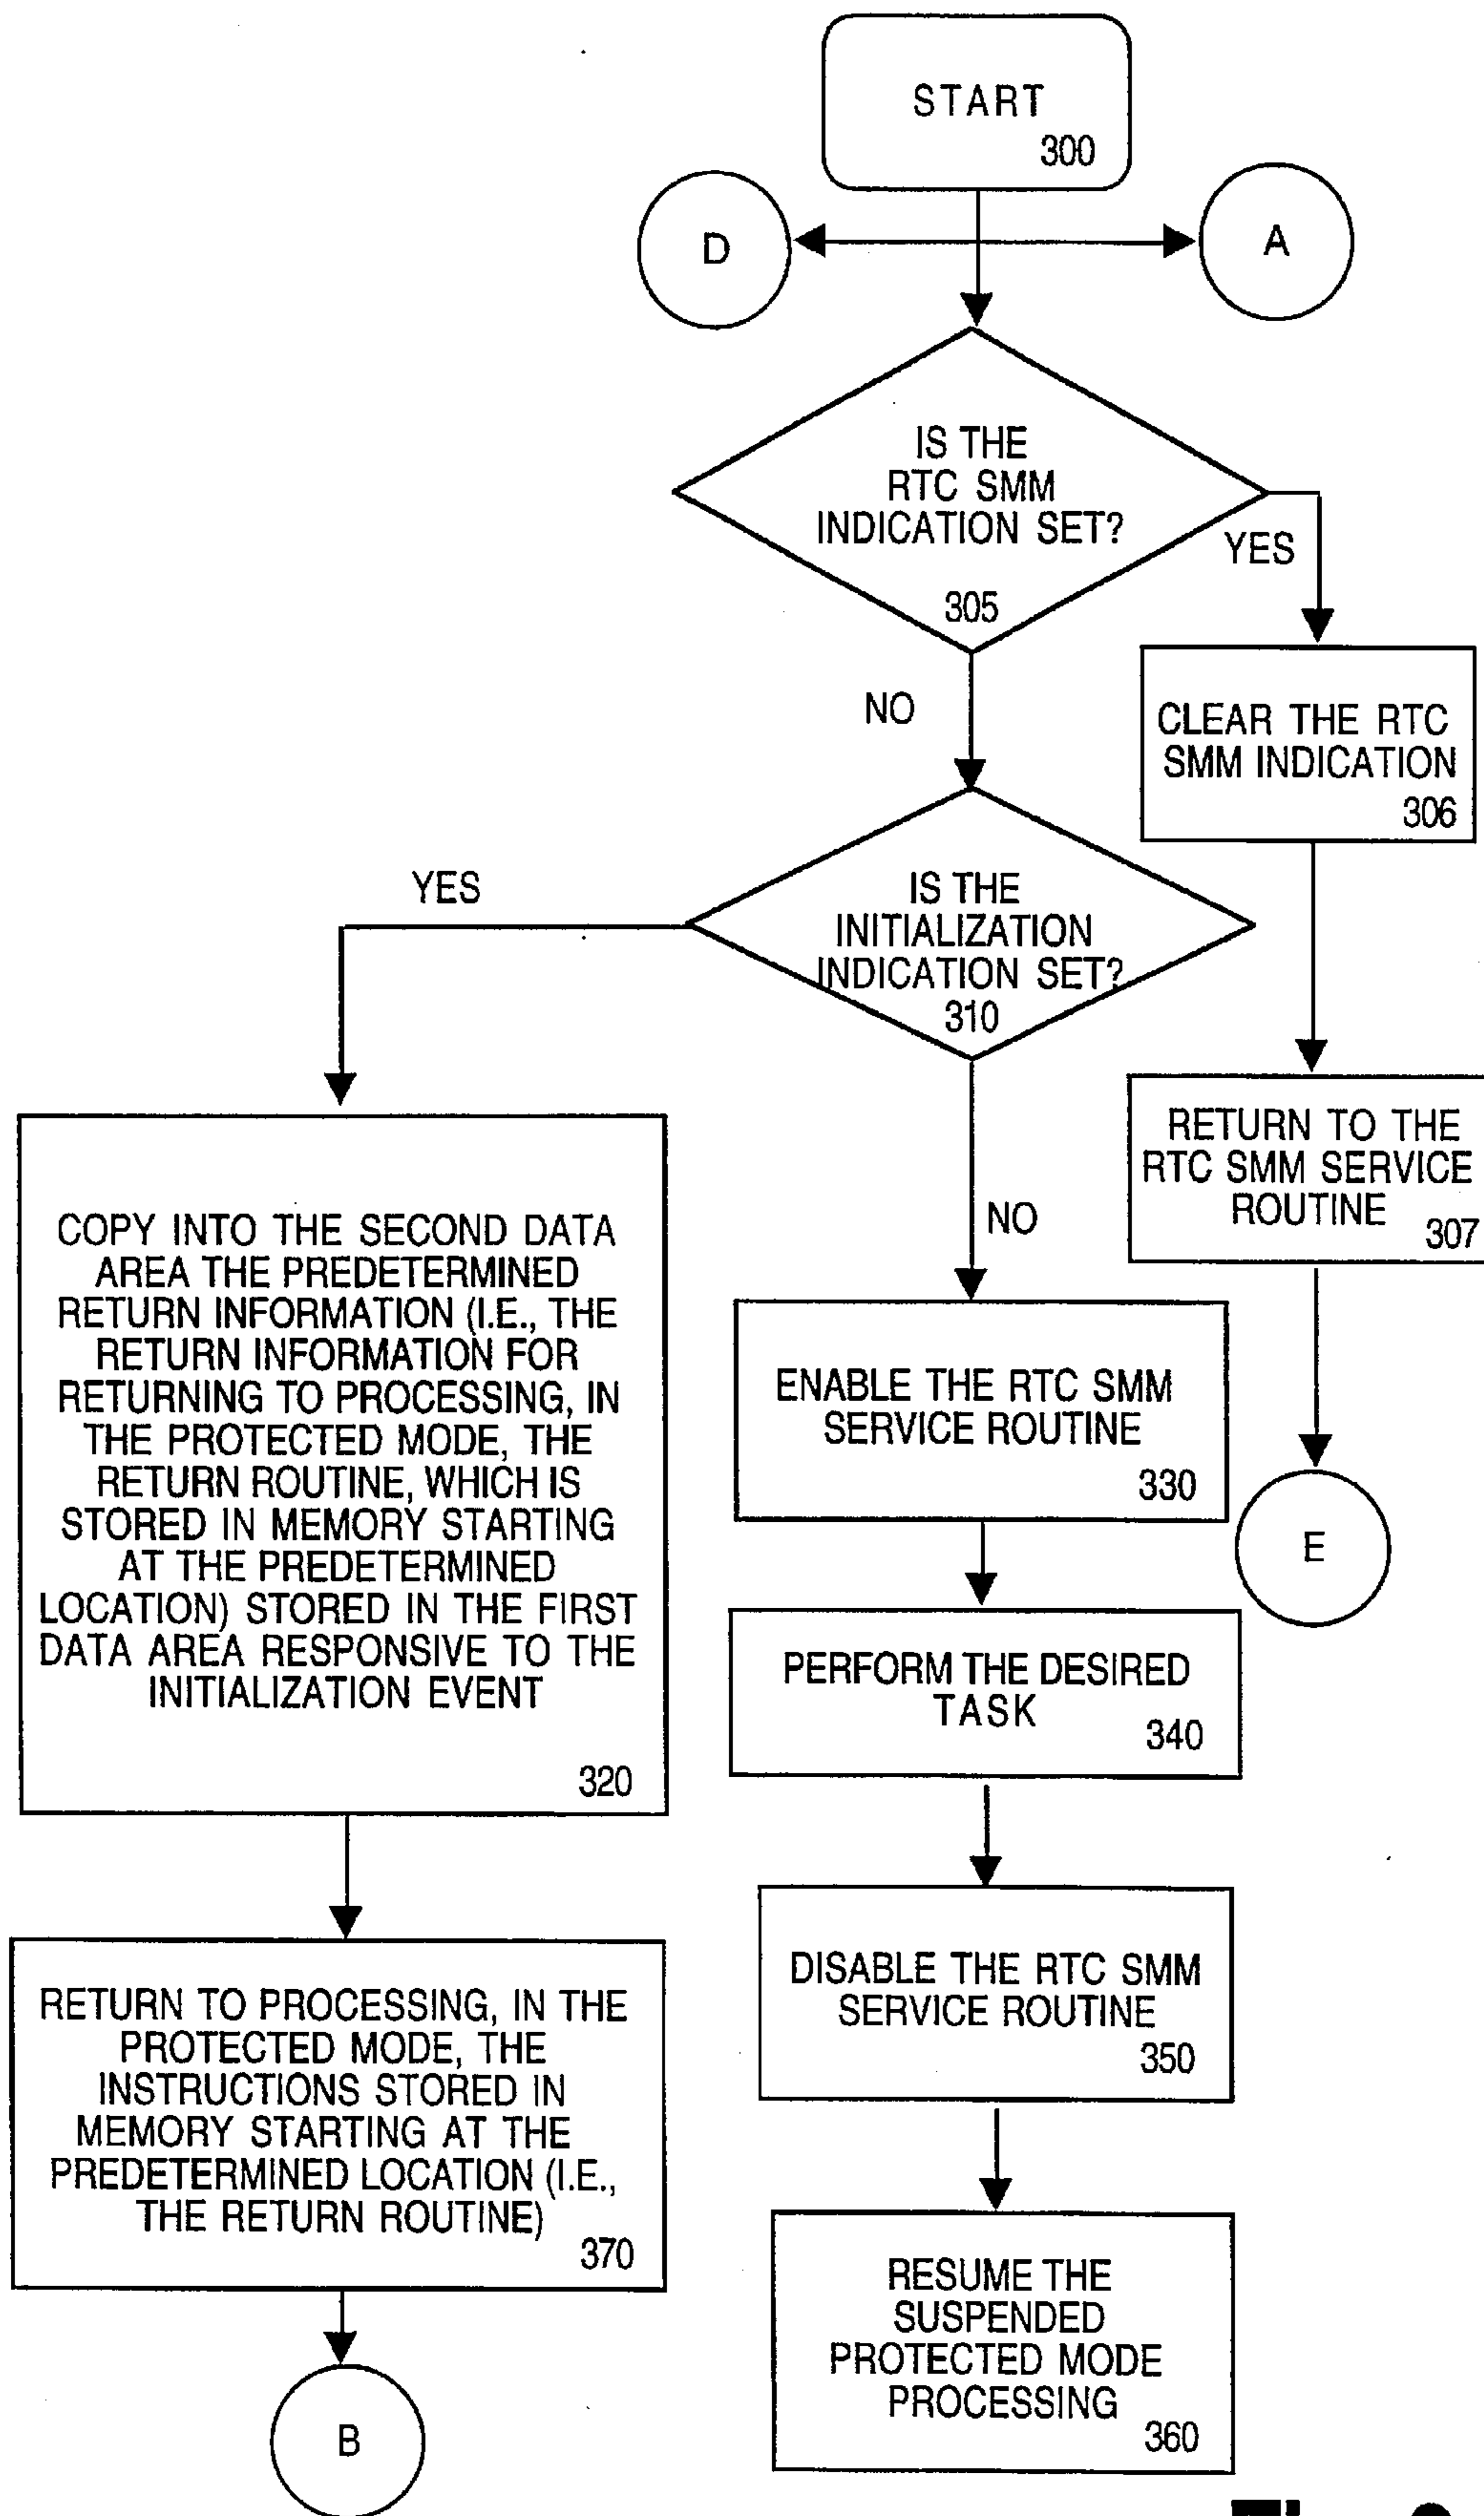 START
300
D
A
IS THE
RTC SMM
INDICATION SET?
305
YES
NO
CLEAR THE RTC
SMM INDICATION
306
YES
IS THE
INITIALIZATION
INDICATION SET?
310
RETURN TO THE
RTC SMM SERVICE
ROUTINE
307
NO
COPY INTO THE SECOND DATA
AREA THE PREDETERMINED
RETURN INFORMATION (I.E., THE
RETURN INFORMATION FOR
RETURNING TO PROCESSING, IN
THE PROTECTED MODE, THE
RETURN ROUTINE, WHICH IS
STORED IN MEMORY STARTING
AT THE PREDETERMINED
LOCATION) STORED IN THE FIRST
DATA AREA RESPONSIVE TO THE
INITIALIZATION EVENT
320
ENABLE THE RTC SMM
SERVICE ROUTINE
330
E
PERFORM THE DESIRED
TASK
340
DISABLE THE RTC SMM
SERVICE ROUTINE
350
RETURN TO PROCESSING, IN THE
PROTECTED MODE, THE
INSTRUCTIONS STORED IN
MEMORY STARTING AT THE
PREDETERMINED LOCATION (I.E.,
THE RETURN ROUTINE)
370
RESUME THE
SUSPENDED
PROTECTED MODE
PROCESSING
360
B